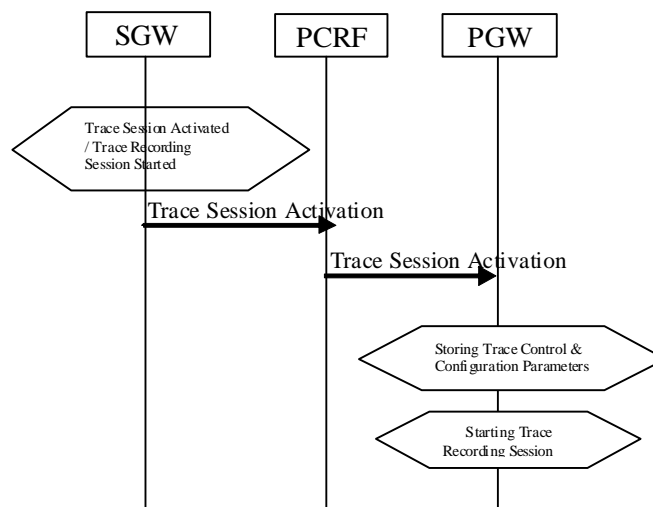 SGW
PCRF
PGW
Trace Session Activated
/ Trace Recording
Session Started
Trace Session Activation
Trace Session Activation
Storing Trace Control &
Configuration Parameters
Starting Trace
Recording Session